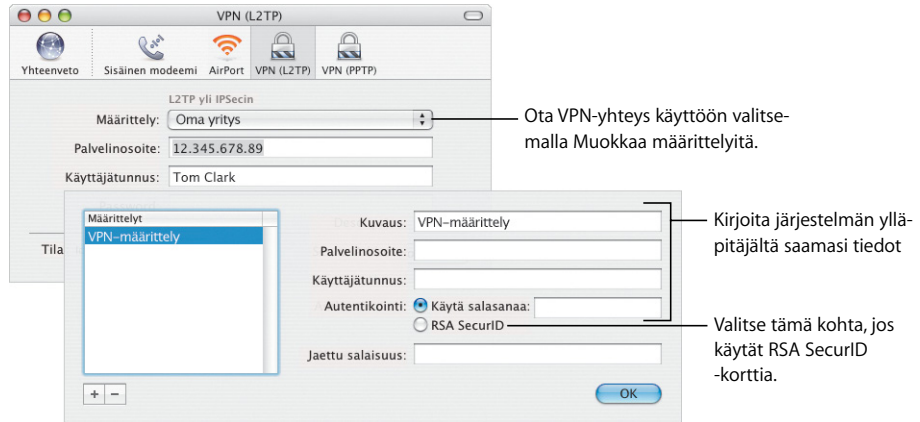 VPN (L2TP)
Yhteenveto
Sisäinen modeemi
AirPort
VPN (L2TP)
VPN (PPTP)
L2TP yli IPSecin
Määrittely: Oma yritys
Palvelinosoite: 12.345.678.89
Käyttäjätunnus: Tom Clark
Tila
Määrittelyt
VPN-määrittely
Kuvaus: VPN-määrittely
Palvelinosoite:
Käyttäjätunnus:
Autentikointi: Käytä salasanaa:
RSA SecurID
Jaettu salaisuus:
+ −
OK
Ota VPN-yhteys käyttöön valitse-
malla Muokkaa määrittelyitä.
Kirjoita järjestelmän yllä-
pitäjältä saamasi tiedot
Valitse tämä kohta, jos
käytät RSA SecurID
-korttia.